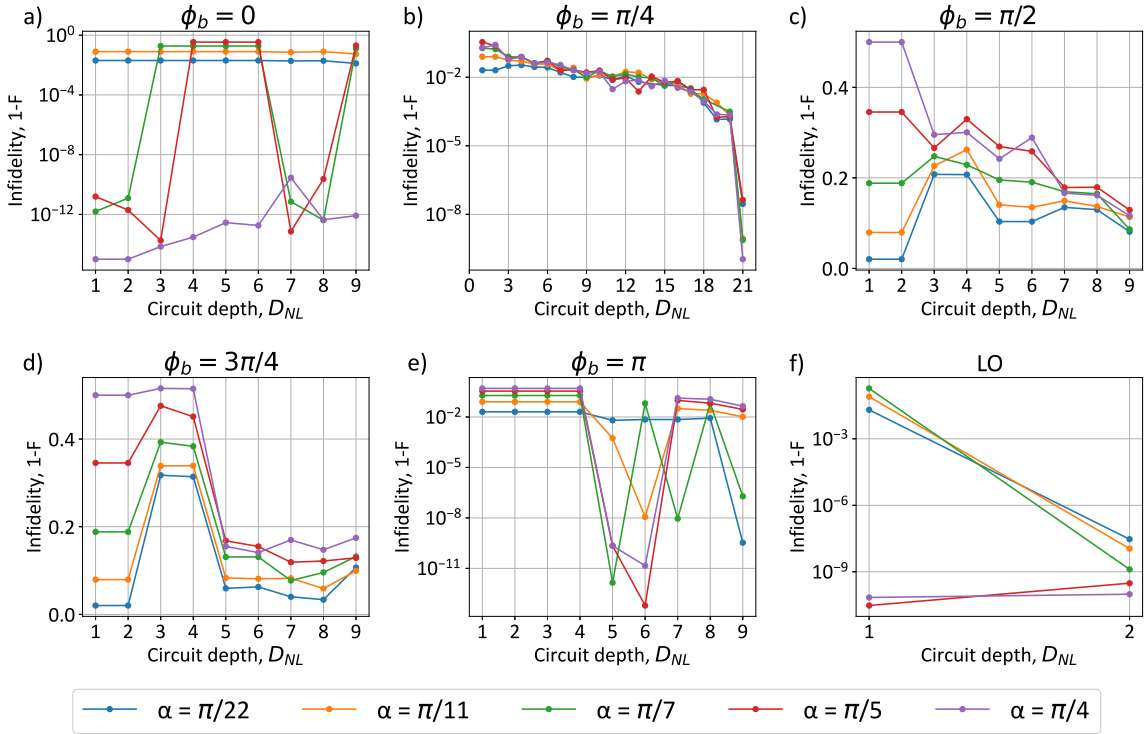 a) ϕ_b = 0
Infidelity, 1-F
10⁰
10⁻⁴
10⁻⁸
10⁻¹²
1 2 3 4 5 6 7 8 9
Circuit depth, D_NL
b) ϕ_b = π/4
Infidelity, 1-F
10⁻²
10⁻⁵
10⁻⁸
0 3 6 9 12 15 18 21
Circuit depth, D_NL
c) ϕ_b = π/2
Infidelity, 1-F
0.4
0.2
0.0
1 2 3 4 5 6 7 8 9
Circuit depth, D_NL
d) ϕ_b = 3π/4
Infidelity, 1-F
0.4
0.2
0.0
1 2 3 4 5 6 7 8 9
Circuit depth, D_NL
e) ϕ_b = π
Infidelity, 1-F
10⁻²
10⁻⁵
10⁻⁸
10⁻¹¹
1 2 3 4 5 6 7 8 9
Circuit depth, D_NL
f) LO
Infidelity, 1-F
10⁻³
10⁻⁶
10⁻⁹
1 2
Circuit depth, D_NL
α = π/22 α = π/11 α = π/7 α = π/5 α = π/4